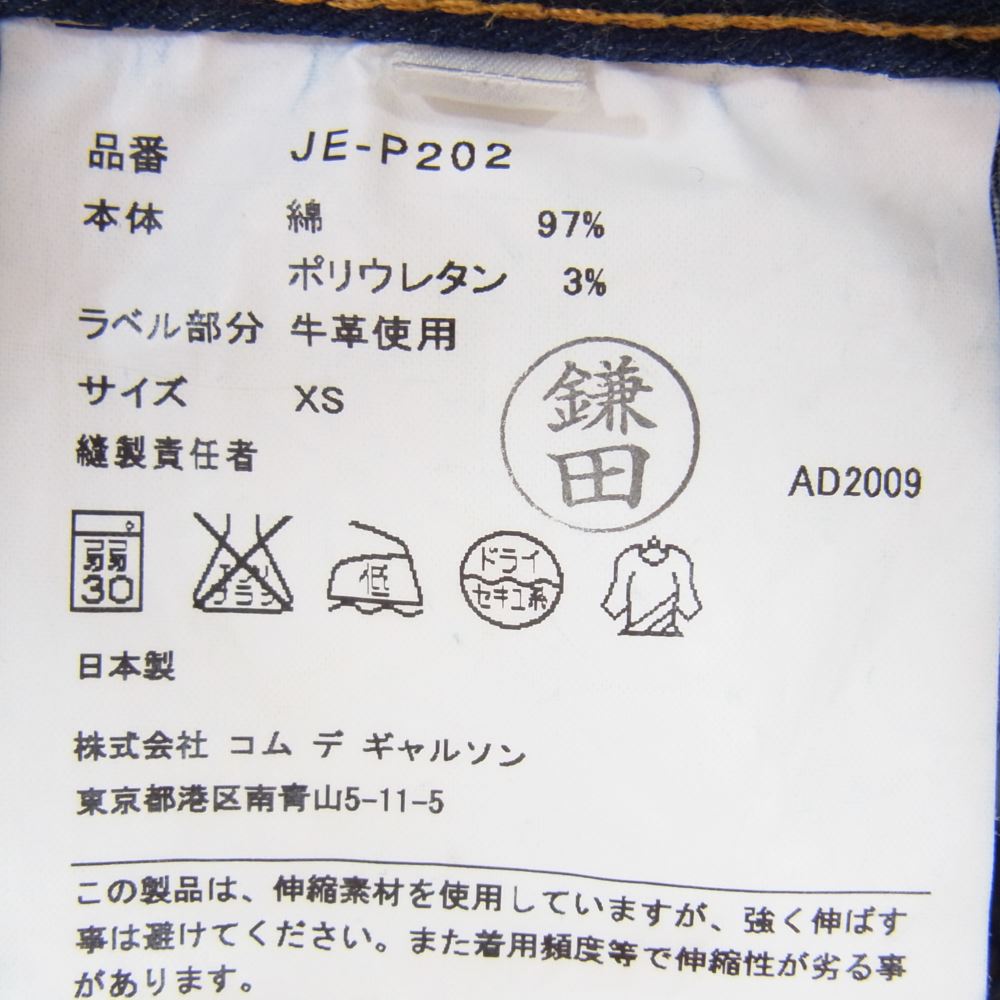 品番 JE-P202
本体 綿 97%
ポリウレタン 3%
ラベル部分 牛革使用
サイズ XS
縫製責任者
鎌
田
AD2009
弱
30
エンソ
サラシ
低
ドライ
セキユ系
日本製
株式会社 コム デ ギャルソン
東京都港区南青山5-11-5
この製品は、伸縮素材を使用していますが、強く伸ばす
事は避けてください。また着用頻度等で伸縮性が劣る事
があります。